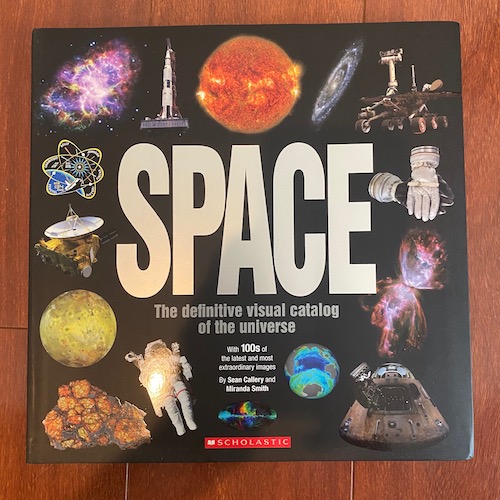 SPACE
The definitive visual catalog
of the universe
With 100s of
the latest and most
extraordinary images
By Sean Callery and
Miranda Smith
SCHOLASTIC